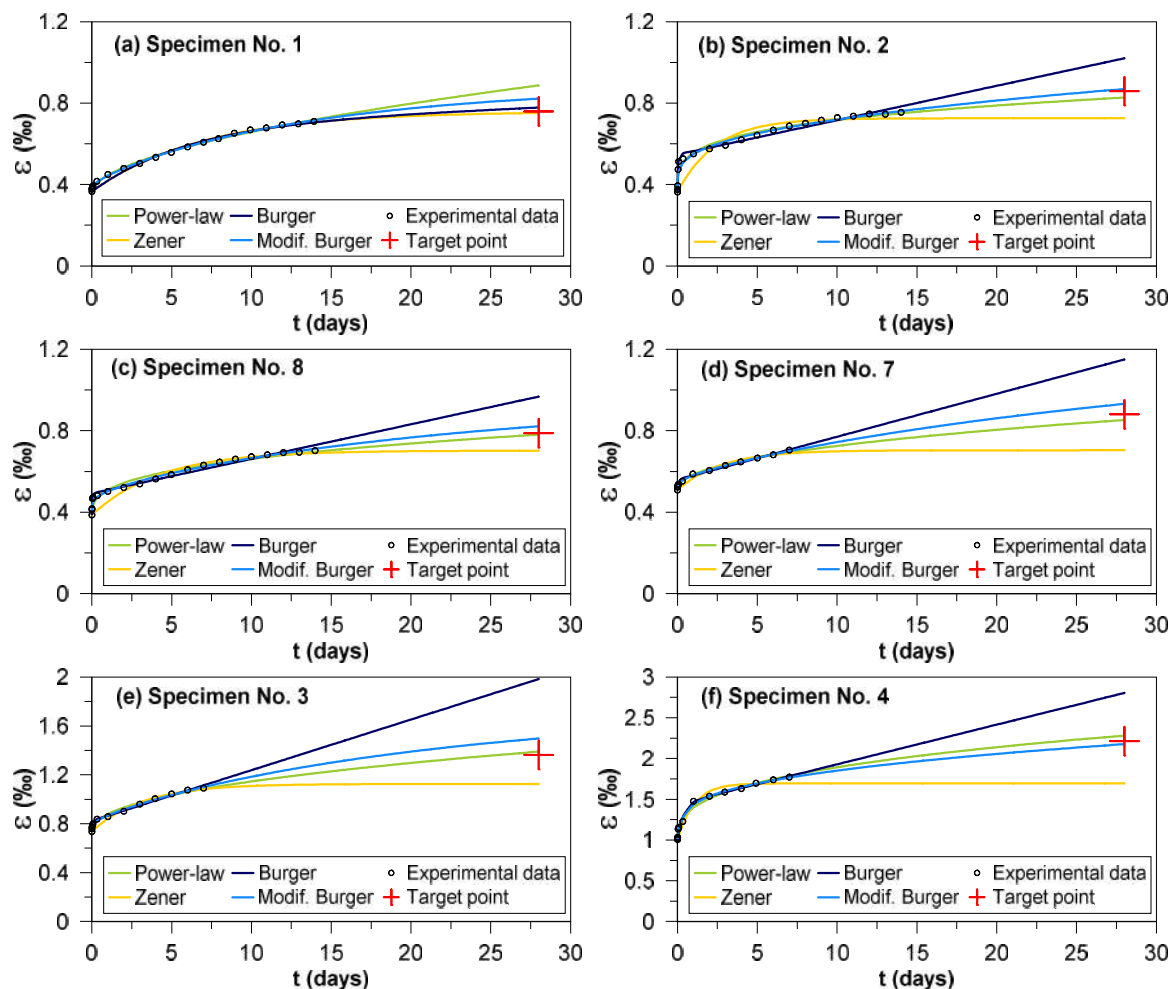 (a) Specimen No. 1
1.2
0.8
0.4
0
ε (‰)
Power-law Burger Experimental data
Zener Modif. Burger Target point
0 5 10 15 20 25 30
t (days)
(b) Specimen No. 2
1.2
0.8
0.4
0
ε (‰)
Power-law Burger Experimental data
Zener Modif. Burger Target point
0 5 10 15 20 25 30
t (days)
(c) Specimen No. 8
1.2
0.8
0.4
0
ε (‰)
Power-law Burger Experimental data
Zener Modif. Burger Target point
0 5 10 15 20 25 30
t (days)
(d) Specimen No. 7
1.2
0.8
0.4
0
ε (‰)
Power-law Burger Experimental data
Zener Modif. Burger Target point
0 5 10 15 20 25 30
t (days)
(e) Specimen No. 3
2
1.6
1.2
0.8
0.4
0
ε (‰)
Power-law Burger Experimental data
Zener Modif. Burger Target point
0 5 10 15 20 25 30
t (days)
(f) Specimen No. 4
3
2.5
2
1.5
1
0.5
0
ε (‰)
Power-law Burger Experimental data
Zener Modif. Burger Target point
0 5 10 15 20 25 30
t (days)